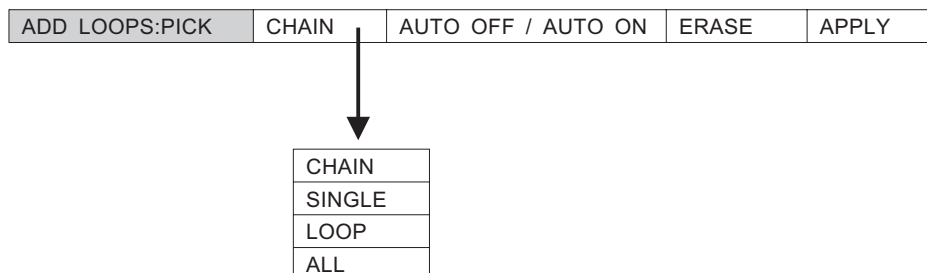 ADD LOOPS:PICK CHAIN AUTO OFF / AUTO ON ERASE APPLY
CHAIN
SINGLE
LOOP
ALL